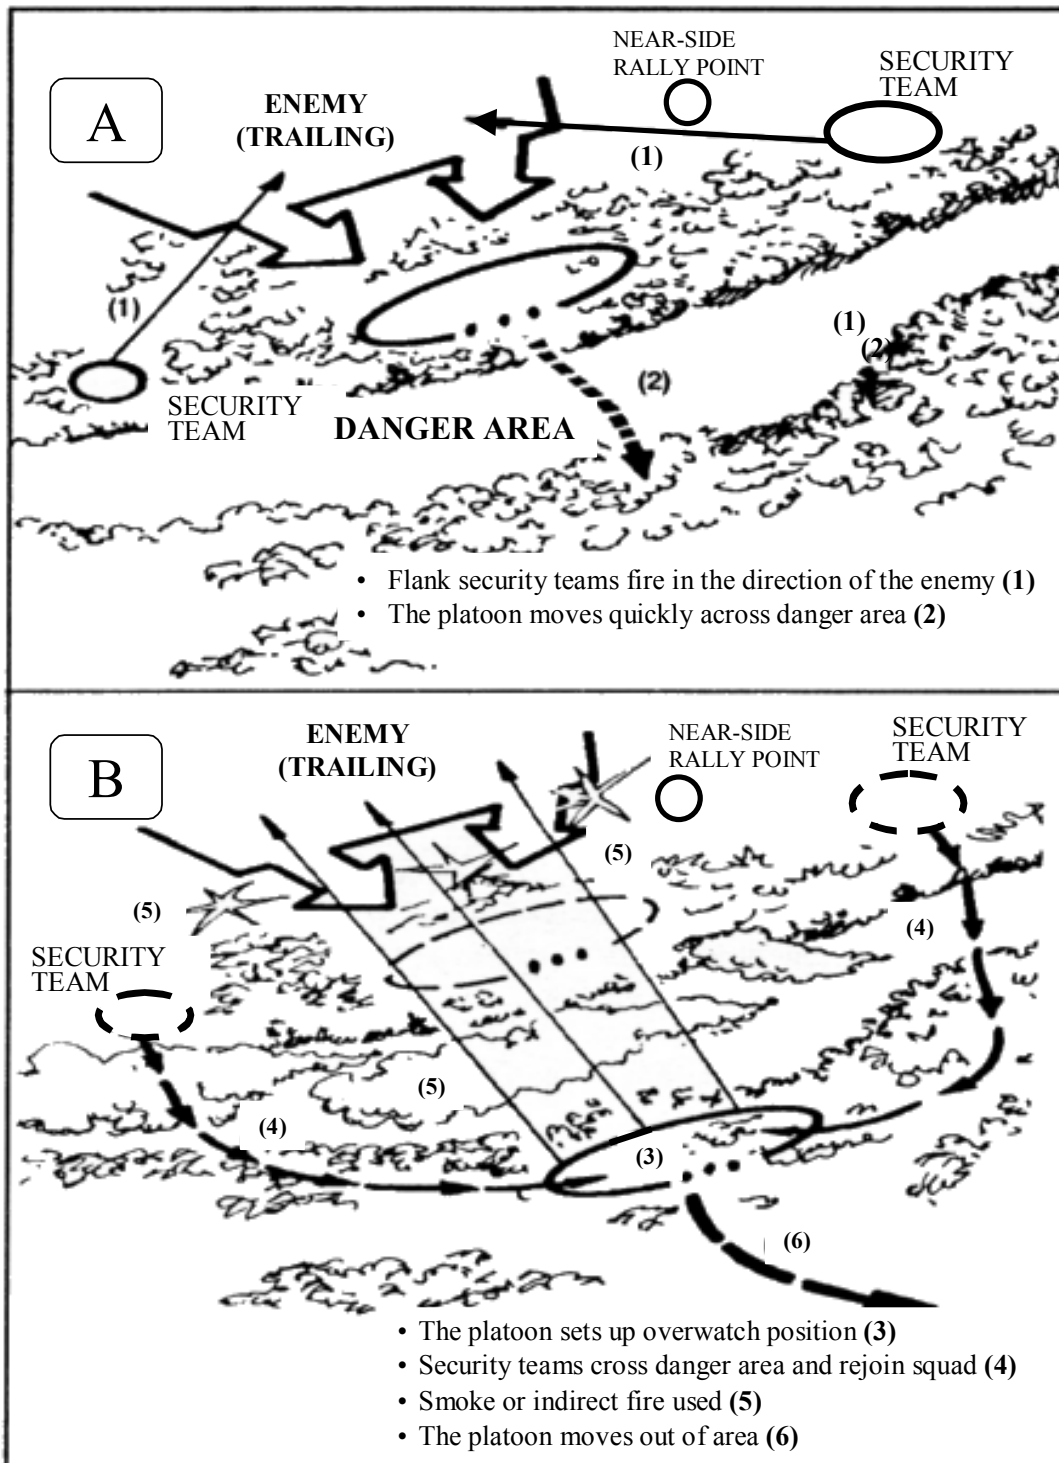 A
ENEMY
(TRAILING)
NEAR-SIDE
RALLY POINT
SECURITY
TEAM
(1)
(1)
(1)
(2)
(2)
SECURITY
TEAM
DANGER AREA
• Flank security teams fire in the direction of the enemy (1)
• The platoon moves quickly across danger area (2)
B
ENEMY
(TRAILING)
NEAR-SIDE
RALLY POINT
SECURITY
TEAM
(5)
(5)
(4)
SECURITY
TEAM
(5)
(4)
(3)
(6)
• The platoon sets up overwatch position (3)
• Security teams cross danger area and rejoin squad (4)
• Smoke or indirect fire used (5)
• The platoon moves out of area (6)